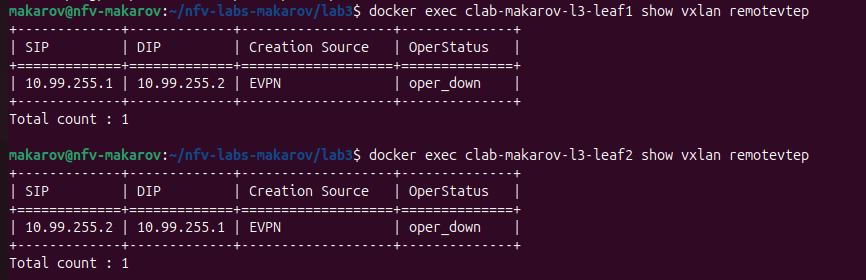 makarov@nfv-makarov:~/nfv-labs-makarov/lab3$ docker exec clab-makarov-l3-leaf1 show vxlan remotevtep
+-------------+-------------+-------------------+--------------+
| SIP         | DIP         | Creation Source   | OperStatus   |
+=============+=============+===================+==============+
| 10.99.255.1 | 10.99.255.2 | EVPN              | oper_down    |
+-------------+-------------+-------------------+--------------+
Total count : 1
makarov@nfv-makarov:~/nfv-labs-makarov/lab3$ docker exec clab-makarov-l3-leaf2 show vxlan remotevtep
+-------------+-------------+-------------------+--------------+
| SIP         | DIP         | Creation Source   | OperStatus   |
+=============+=============+===================+==============+
| 10.99.255.2 | 10.99.255.1 | EVPN              | oper_down    |
+-------------+-------------+-------------------+--------------+
Total count : 1